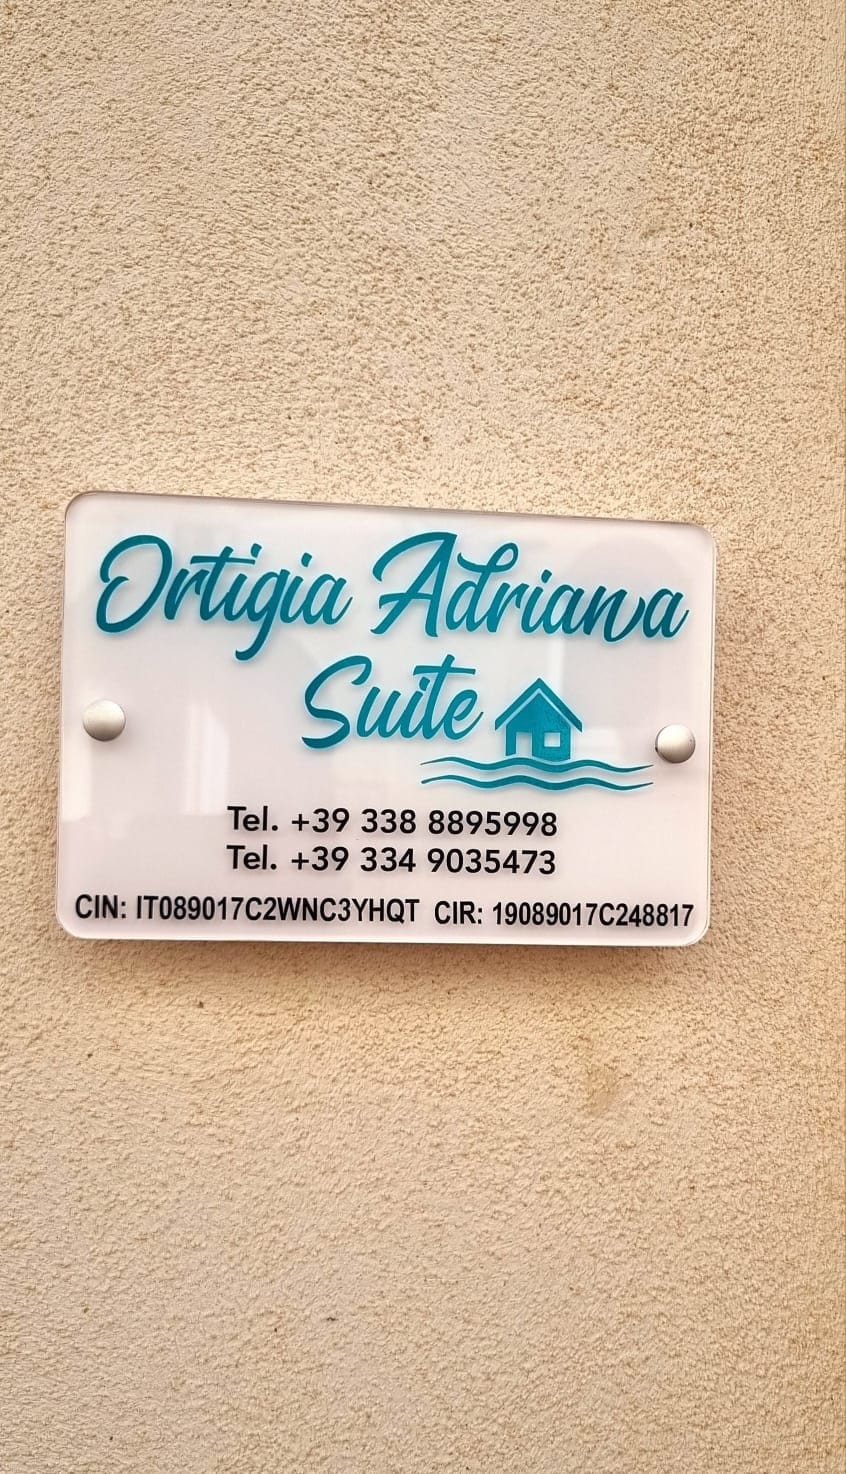 Ortigia Adriana
Suite
Tel. +39 338 8895998
Tel. +39 334 9035473
CIN: IT089017C2WNC3YHQT CIR: 19089017C248817